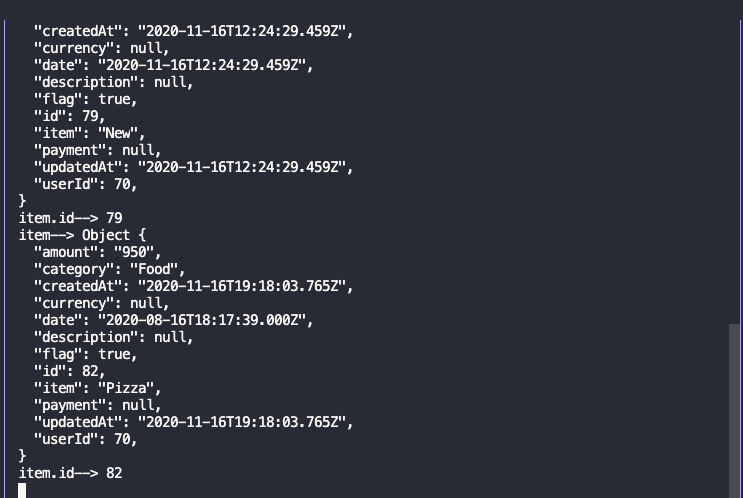 "createdAt": "2020-11-16T12:24:29.459Z",
"currency": null,
"date": "2020-11-16T12:24:29.459Z",
"description": null,
"flag": true,
"id": 79,
"item": "New",
"payment": null,
"updatedAt": "2020-11-16T12:24:29.459Z",
"userId": 70,
}
item.id--> 79
item--> Object {
"amount": "950",
"category": "Food",
"createdAt": "2020-11-16T19:18:03.765Z",
"currency": null,
"date": "2020-08-16T18:17:39.000Z",
"description": null,
"flag": true,
"id": 82,
"item": "Pizza",
"payment": null,
"updatedAt": "2020-11-16T19:18:03.765Z",
"userId": 70,
}
item.id--> 82